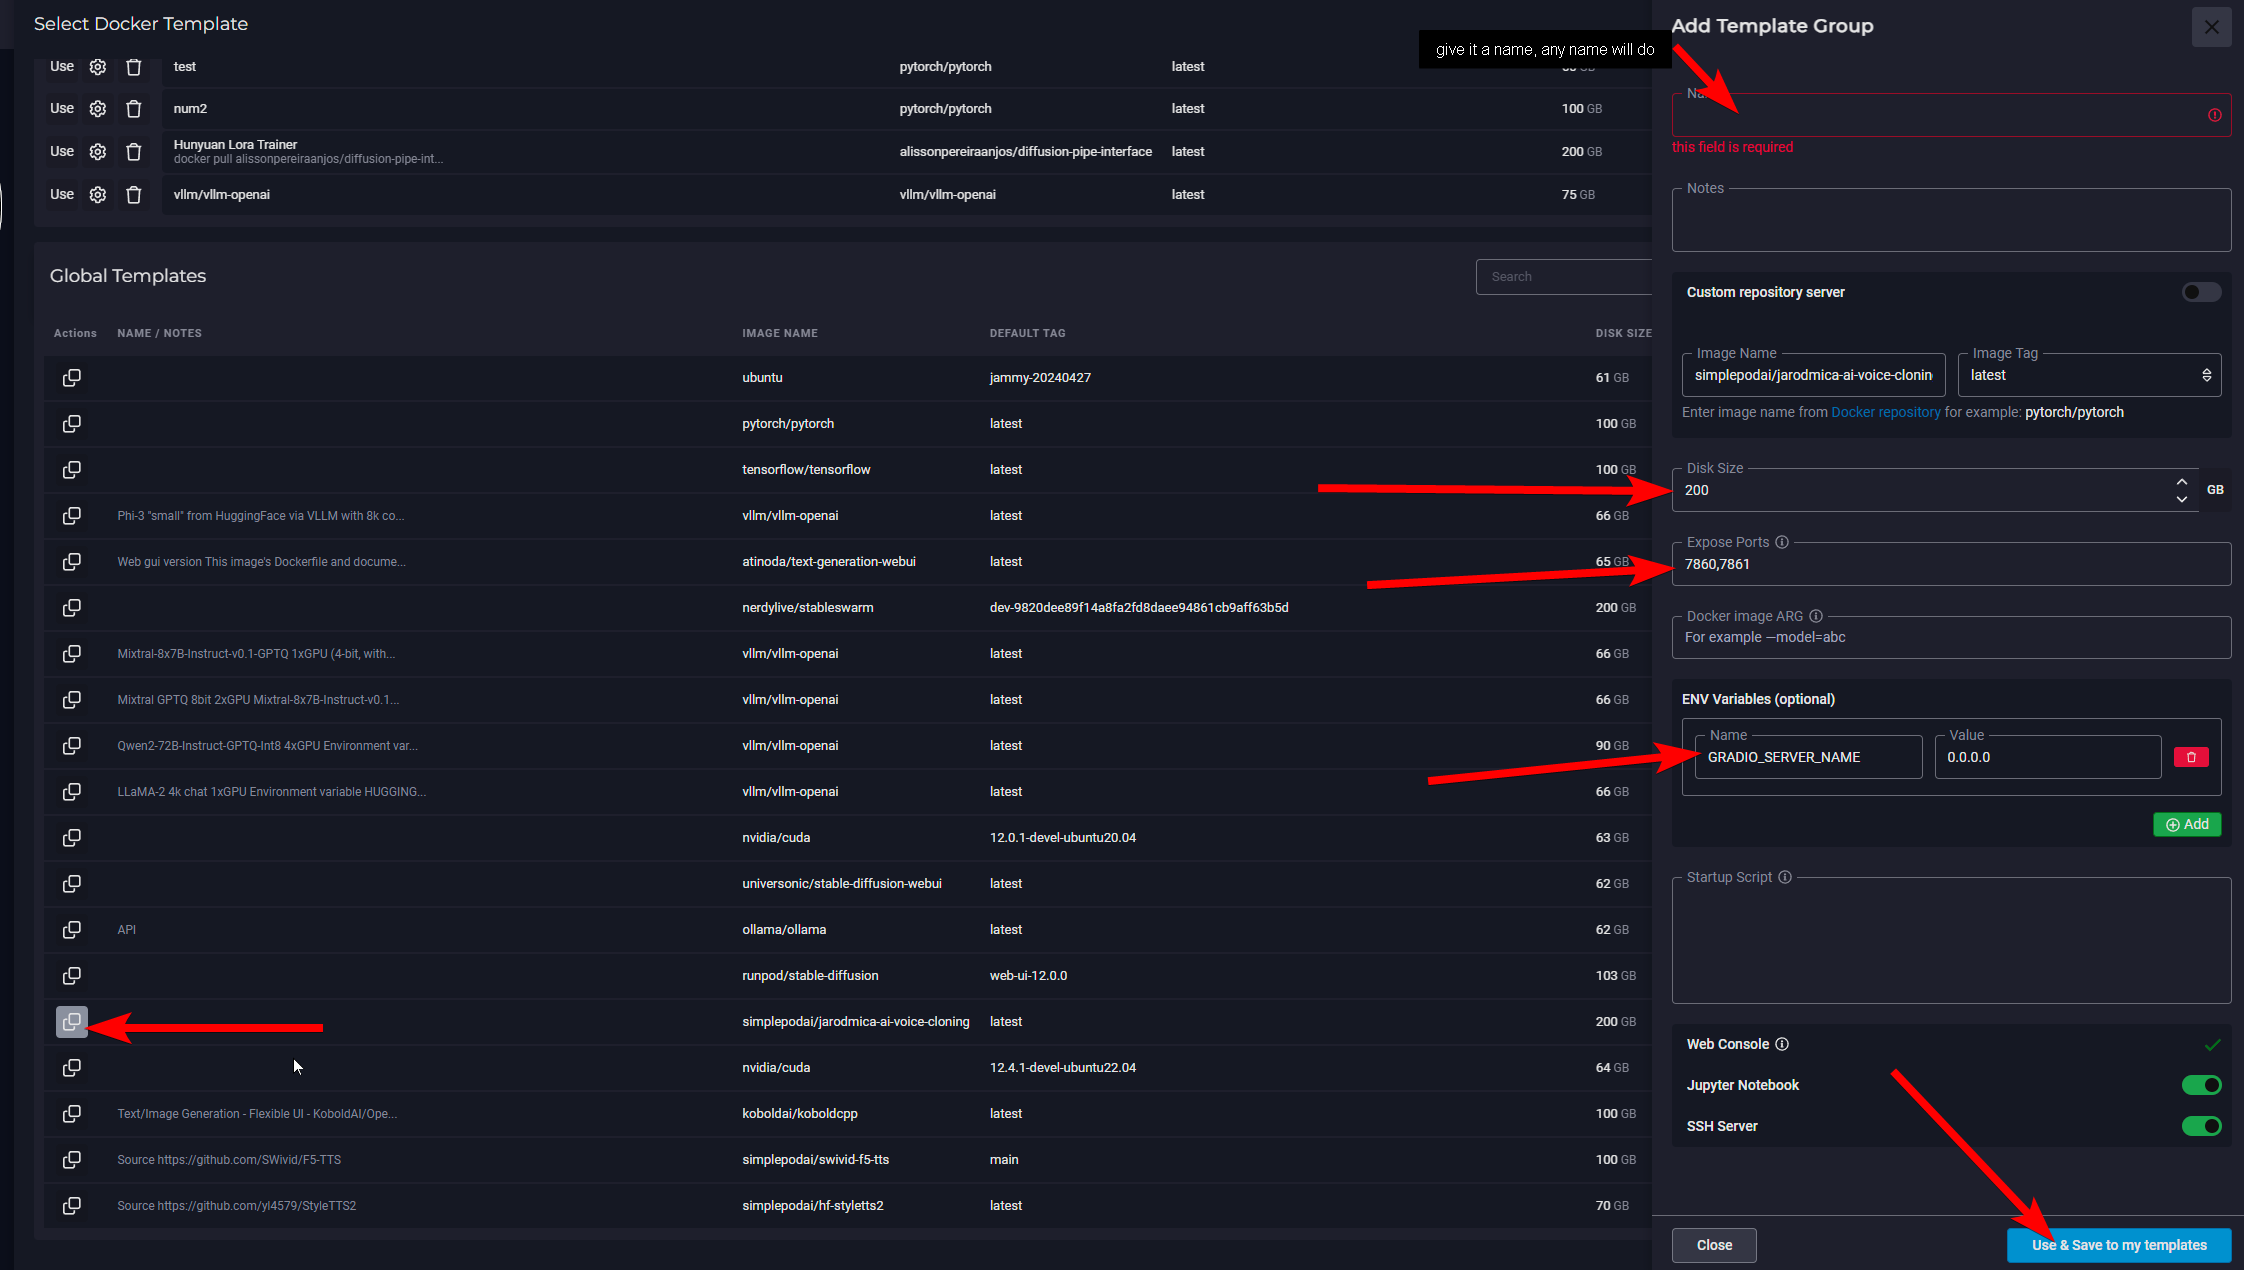 Select Docker Template
Use test pytorch/pytorch latest
Use num2 pytorch/pytorch latest 100 GB
Use Hunyuan Lora Trainer alissonpereiraanjos/diffusion-pipe-interface latest 200 GB
docker pull alissonpereiraanjos/diffusion-pipe-int...
Use vllm/vllm-openai vllm/vllm-openai latest 75 GB
Global Templates
Search
Actions NAME / NOTES IMAGE NAME DEFAULT TAG DISK SIZE
ubuntu jammy-20240427 61 GB
pytorch/pytorch latest 100 GB
tensorflow/tensorflow latest 100 GB
Phi-3 "small" from HuggingFace via VLLM with 8k co... vllm/vllm-openai latest 66 GB
Web gui version This image's Dockerfile and docume... atinoda/text-generation-webui latest 65 GB
nerdylive/stableswarm dev-9820dee89f14a8fa2fd8daee94861cb9aff63b5d 200 GB
Mixtral-8x7B-Instruct-v0.1-GPTQ 1xGPU (4-bit, with... vllm/vllm-openai latest 66 GB
Mixtral GPTQ 8bit 2xGPU Mixtral-8x7B-Instruct-v0.1... vllm/vllm-openai latest 66 GB
Qwen2-72B-Instruct-GPTQ-Int8 4xGPU Environment var... vllm/vllm-openai latest 90 GB
LLaMA-2 4k chat 1xGPU Environment variable HUGGING... vllm/vllm-openai latest 66 GB
nvidia/cuda 12.0.1-devel-ubuntu20.04 63 GB
universonic/stable-diffusion-webui latest 62 GB
API ollama/ollama latest 62 GB
runpod/stable-diffusion web-ui-12.0.0 103 GB
simplepodai/jarodmica-ai-voice-cloning latest 200 GB
nvidia/cuda 12.4.1-devel-ubuntu22.04 64 GB
Text/Image Generation - Flexible UI - KoboldAI/Ope... koboldai/koboldcpp latest 100 GB
Source https://github.com/SWivid/F5-TTS simplepodai/swivid-f5-tts main 100 GB
Source https://github.com/yl4579/StyleTTS2 simplepodai/hf-styletts2 latest 70 GB
Add Template Group
give it a name, any name will do
this field is required
Notes
Custom repository server
Image Name Image Tag
simplepodai/jarodmica-ai-voice-clonin latest
Enter image name from Docker repository for example: pytorch/pytorch
Disk Size
200 GB
Expose Ports
7860,7861
Docker image ARG
For example —model=abc
ENV Variables (optional)
Name Value
GRADIO_SERVER_NAME 0.0.0.0
Add
Startup Script
Web Console
Jupyter Notebook
SSH Server
Close Use & Save to my templates